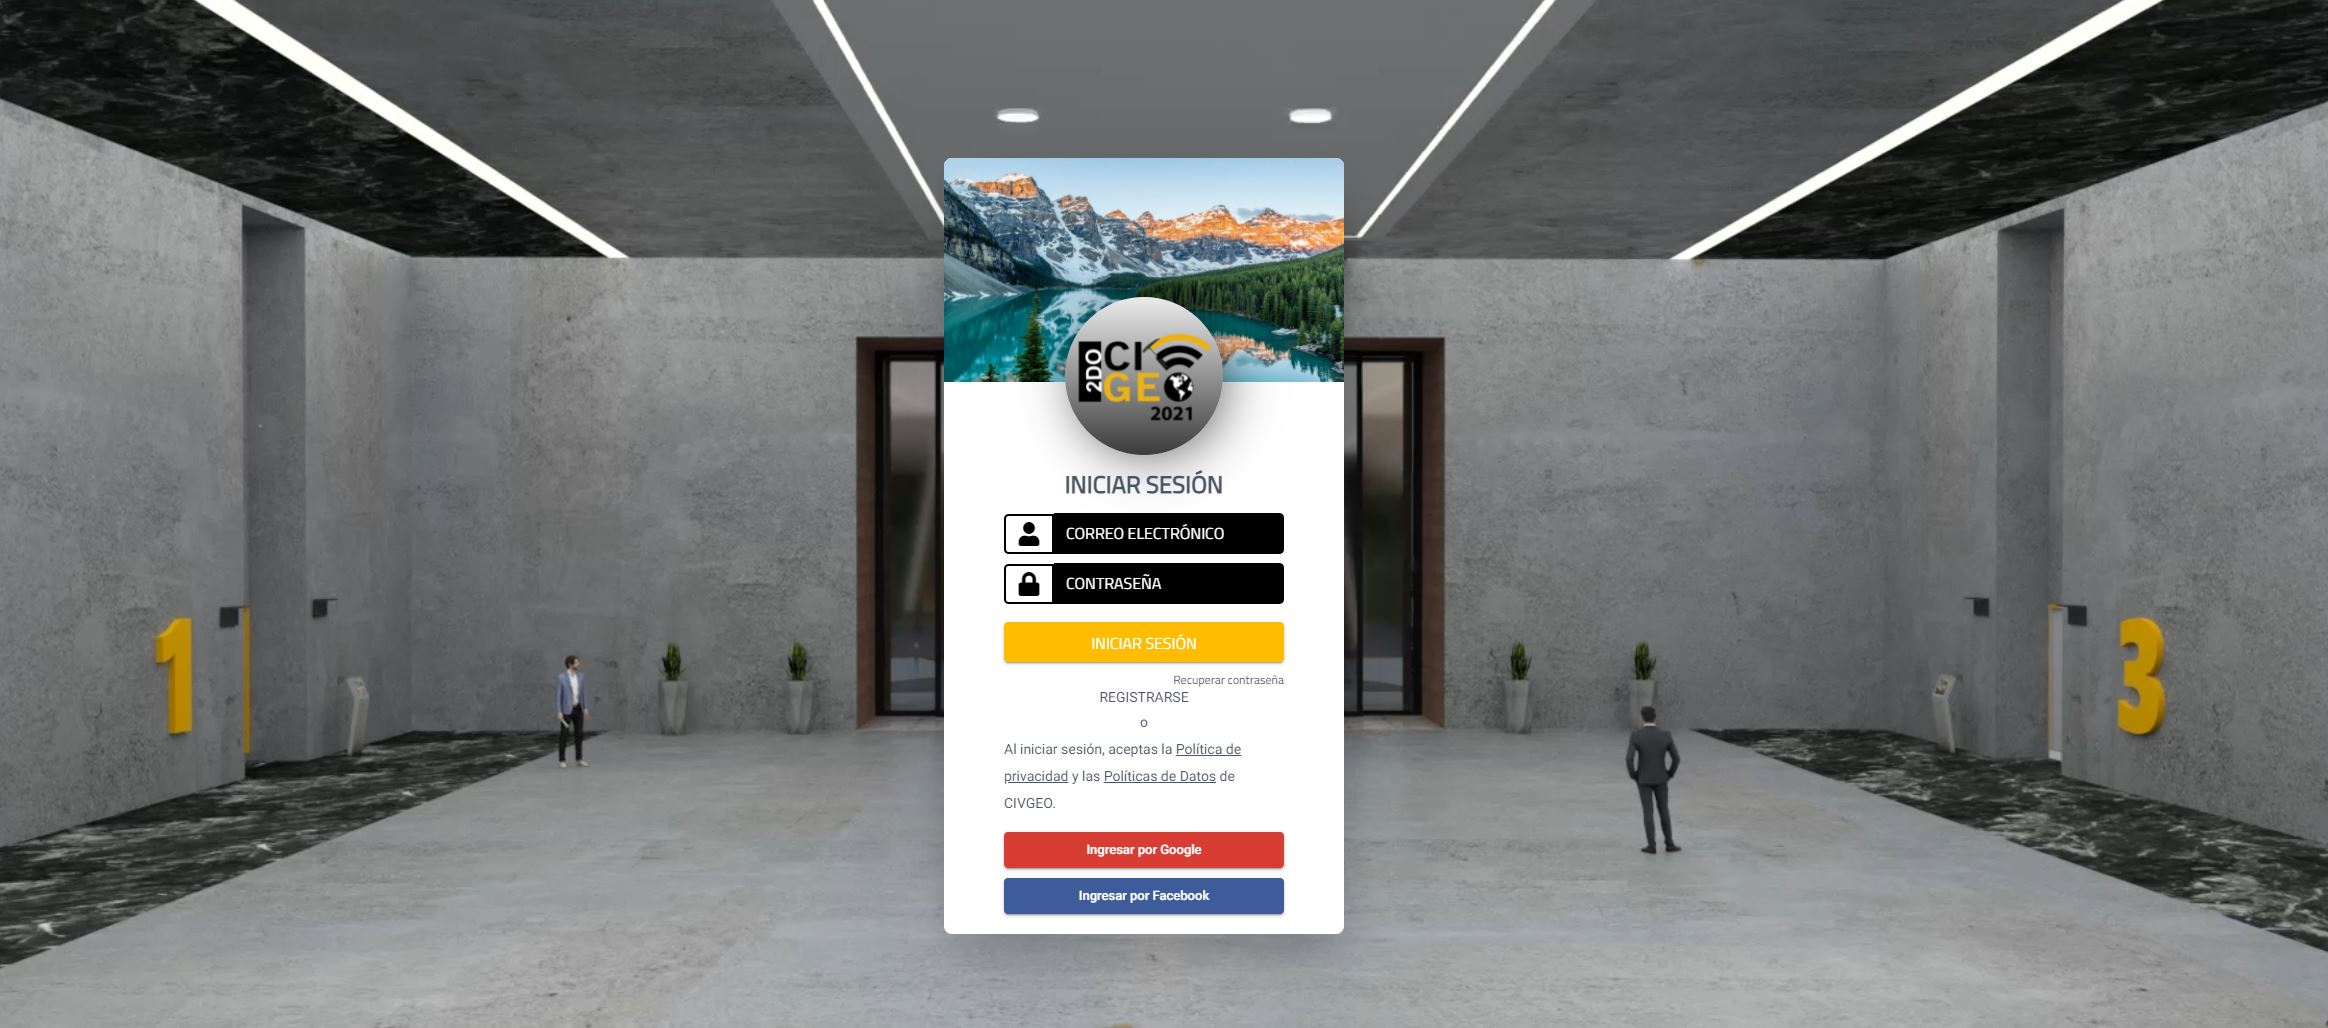 2DO
CI
GEO
2021
INICIAR SESIÓN
CORREO ELECTRÓNICO
CONTRASEÑA
INICIAR SESIÓN
Recuperar contraseña
REGISTRARSE
o
Al iniciar sesión, aceptas la Política de
privacidad y las Políticas de Datos de
CIVGEO.
Ingresar por Google
Ingresar por Facebook
1
3